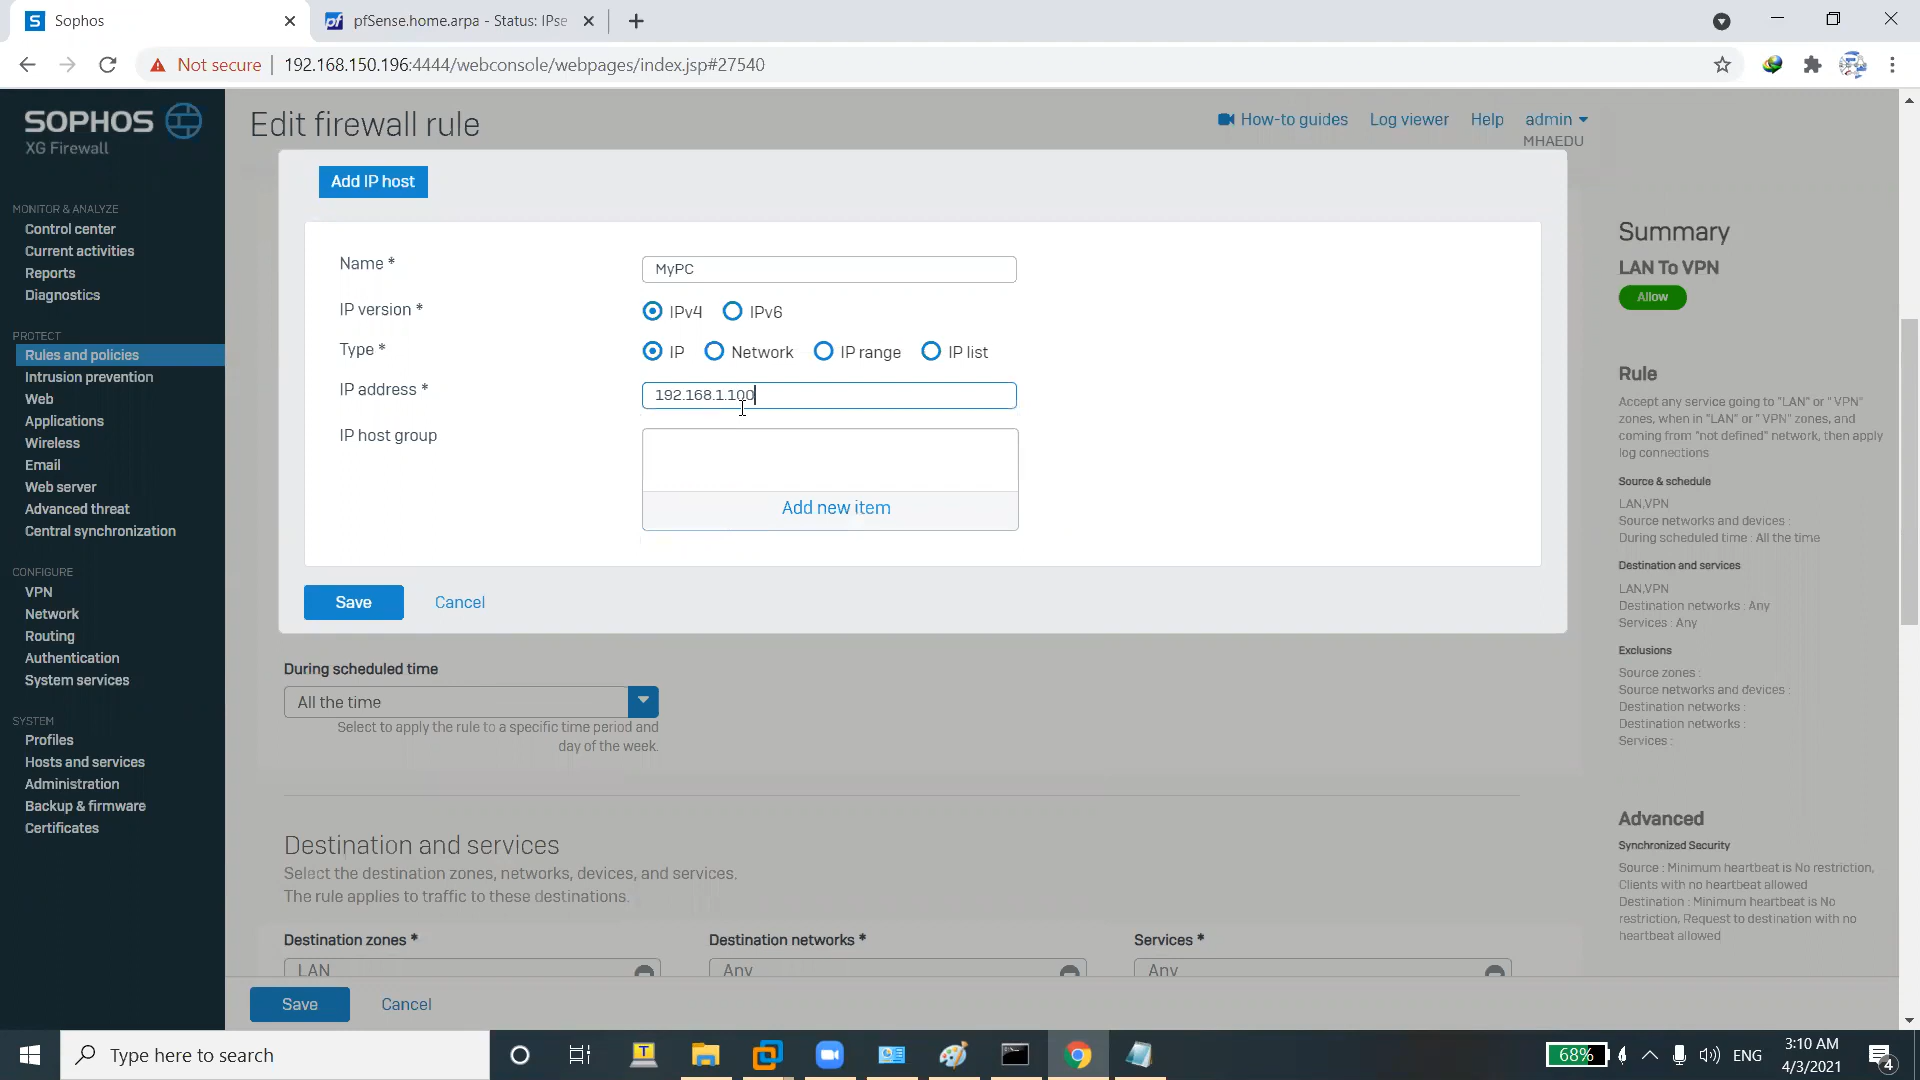 Sophos
pfSense.home.arpa - Status: IPse
Not secure
192.168.150.196:4444/webconsole/webpages/index.jsp#27540
SOPHOS
XG Firewall
Edit firewall rule
How-to guides
Log viewer
Help
admin
MHAEDU
MONITOR & ANALYZE
Control center
Current activities
Reports
Diagnostics
PROTECT
Rules and policies
Intrusion prevention
Web
Applications
Wireless
Email
Web server
Advanced threat
Central synchronization
CONFIGURE
VPN
Network
Routing
Authentication
System services
SYSTEM
Profiles
Hosts and services
Administration
Backup & firmware
Certificates
Add IP host
Name *
MyPC
IP version *
IPv4
IPv6
Type *
IP
Network
IP range
IP list
IP address *
192.168.1.100
IP host group
Add new item
Save
Cancel
During scheduled time
All the time
Select to apply the rule to a specific time period and
day of the week.
Destination and services
Select the destination zones, networks, devices, and services.
The rule applies to traffic to these destinations.
Destination zones *
LAN
Destination networks *
Any
Services *
Any
Save
Cancel
Summary
LAN To VPN
Allow
Rule
Accept any service going to "LAN" or " VPN"
zones, when in "LAN" or " VPN" zones, and
coming from "not defined" network, then apply
log connections
Source & schedule
LAN,VPN
Source networks and devices :
During scheduled time : All the time
Destination and services
LAN,VPN
Destination networks : Any
Services : Any
Exclusions
Source zones :
Source networks and devices :
Destination networks :
Destination networks :
Services :
Advanced
Synchronized Security
Source : Minimum heartbeat is No restriction,
Clients with no heartbeat allowed
Destination : Minimum heartbeat is No
restriction, Request to destination with no
heartbeat allowed
Type here to search
68%
ENG
3:10 AM
4/3/2021
4